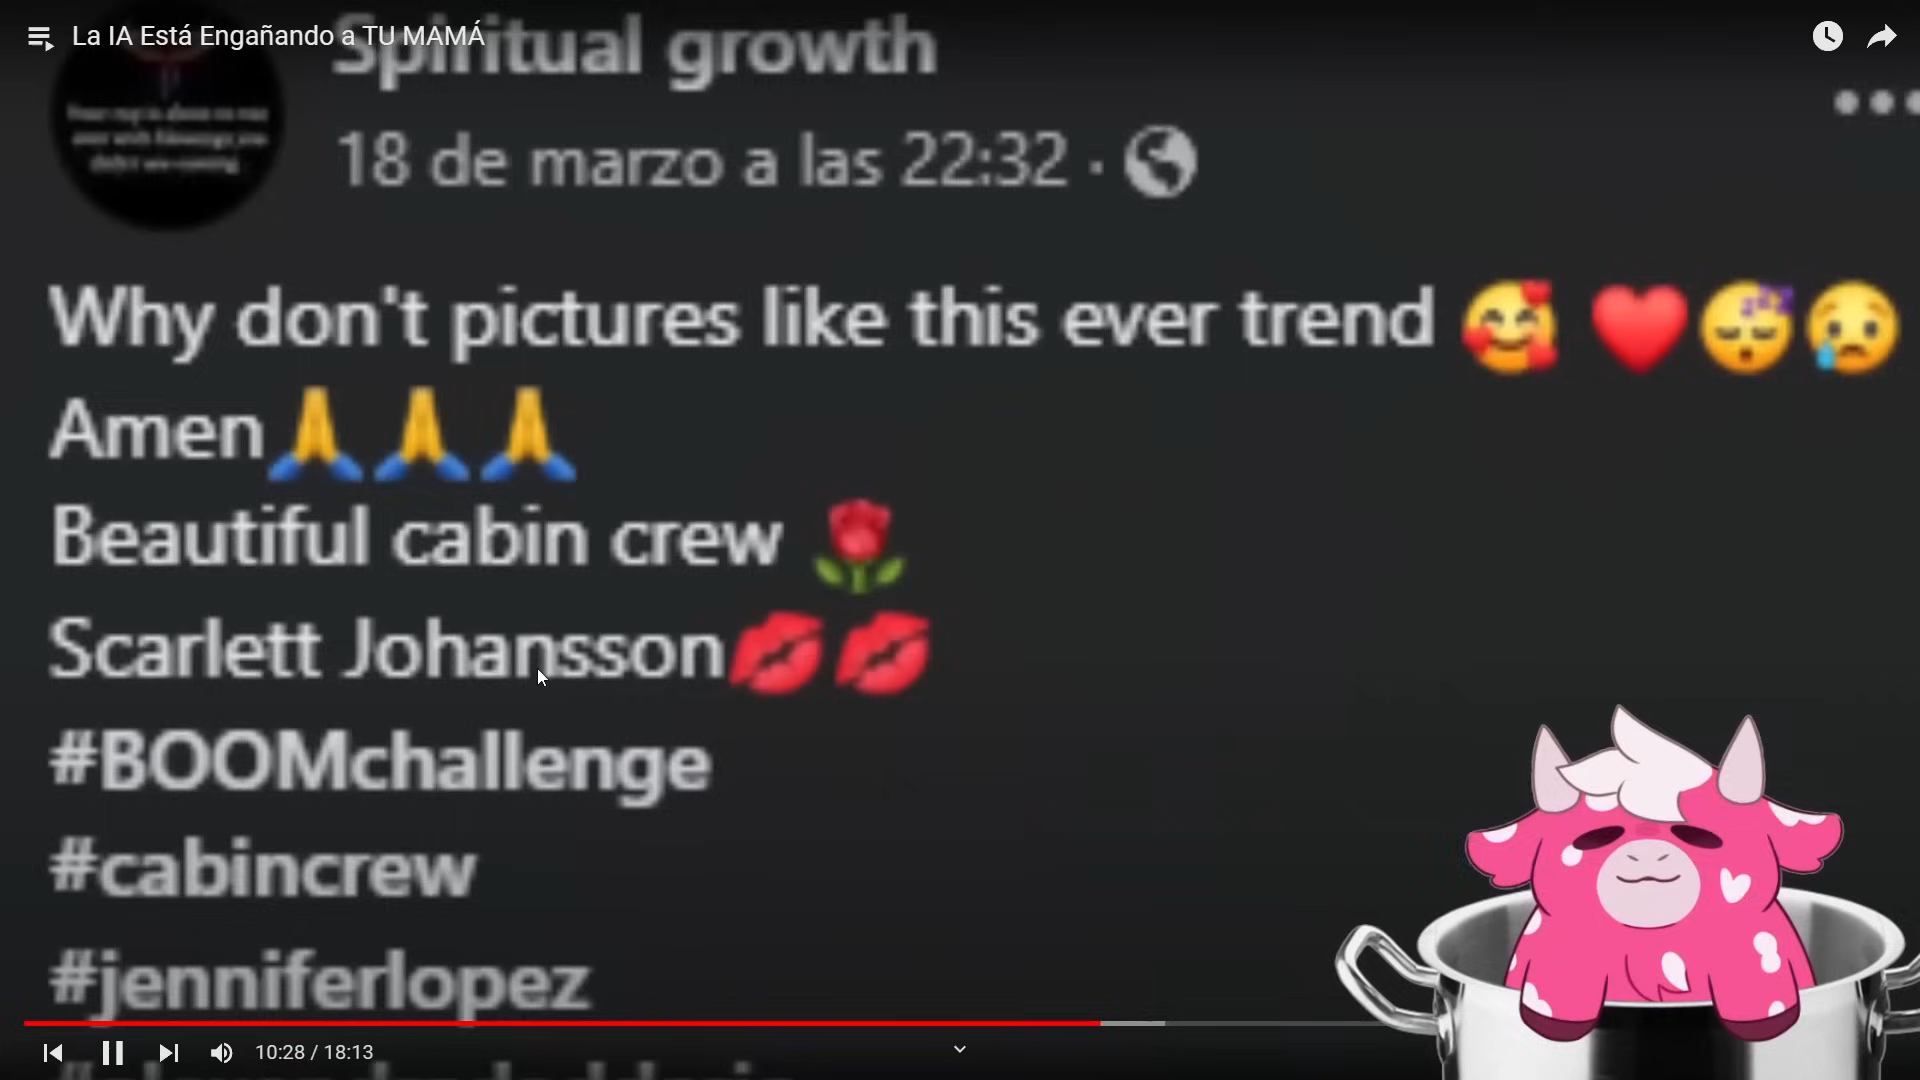 La IA Está Engañando a TU MAMÁ
Spiritual growth
18 de marzo a las 22:32 ·
Why don't pictures like this ever trend 🥰 ❤️😴😢
Amen🙏🙏🙏
Beautiful cabin crew 🌹
Scarlett Johansson💋💋
#BOOMchallenge
#cabincrew
#jenniferlopez
10:28 / 18:13